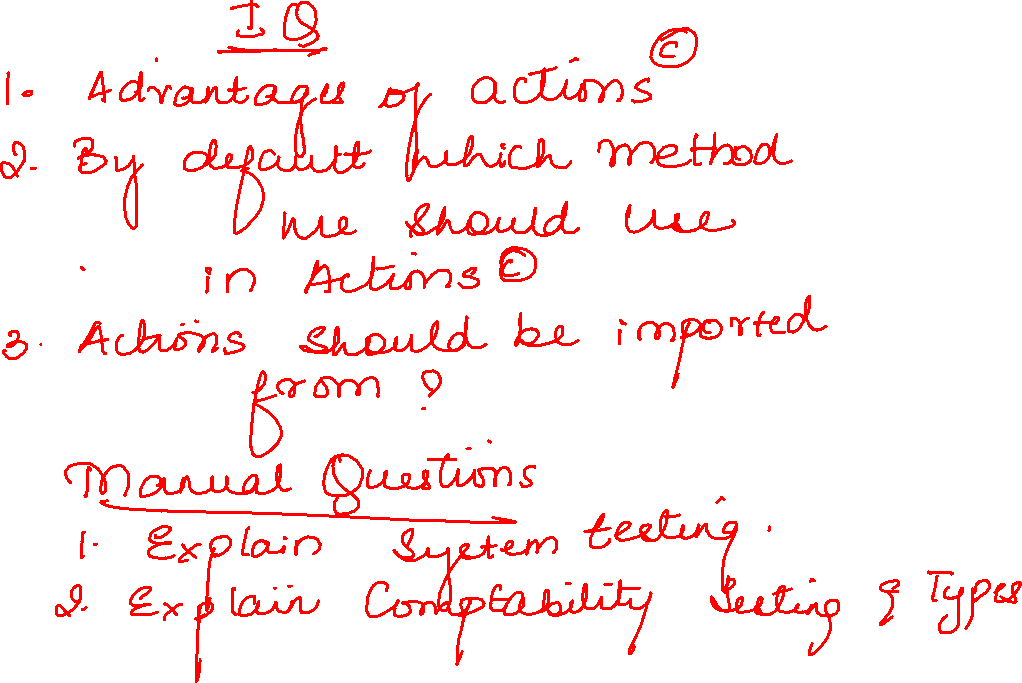 IQ
1. Advantages of actions ©
2. By default which method
we should use
in Actions ©
3. Actions should be imported
from ?
Manual Questions
1. Explain System testing.
2. Explain Comptability Testing & Types